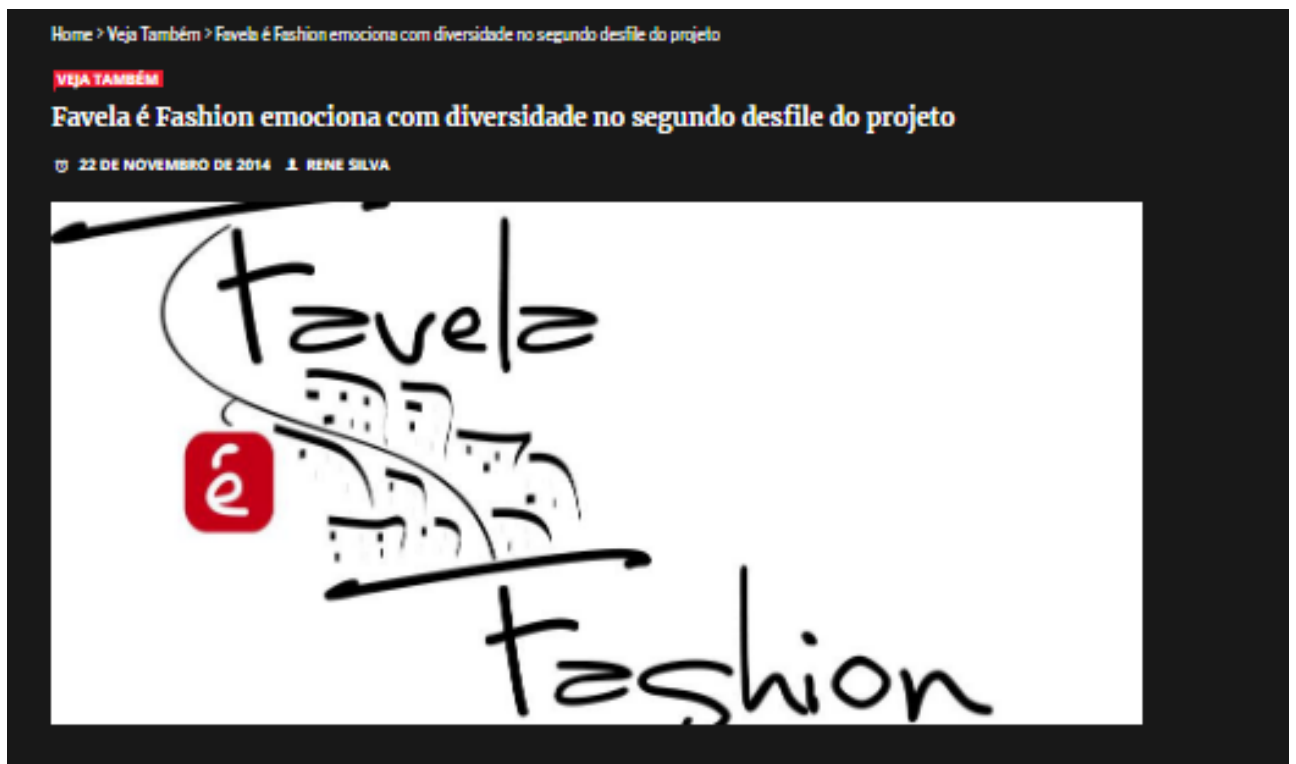 Home > Veja Também > Favela é Fashion emociona com diversidade no segundo desfile do projeto
VEJA TAMBÉM
Favela é Fashion emociona com diversidade no segundo desfile do projeto
22 DE NOVEMBRO DE 2014 RENE SILVA
Favela
é
Fashion